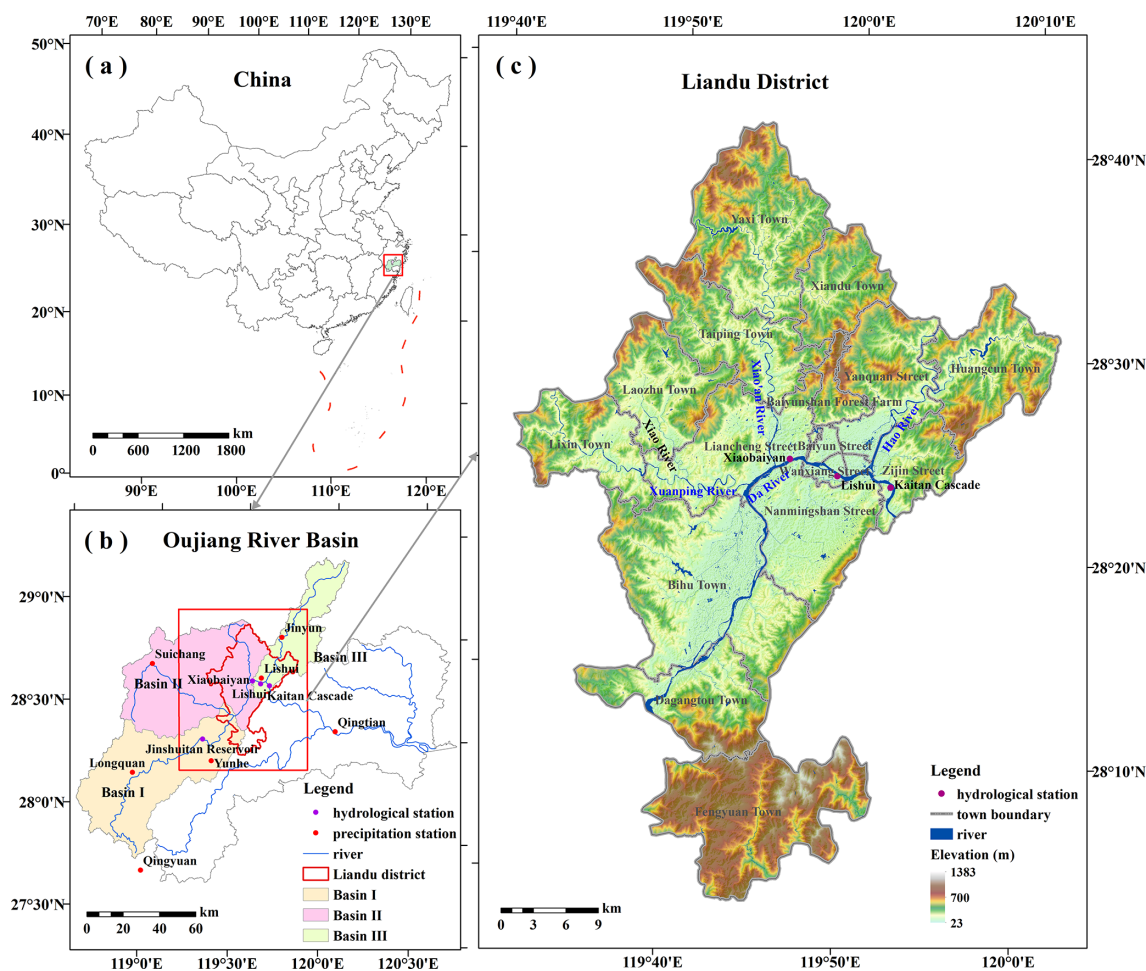 70°E 80°E 90°E 100°E 110°E 120°E 130°E
50°N
40°N
30°N
20°N
10°N
0°
( a )
China
0 600 1200 1800 km
90°E 100°E 110°E 120°E
( b )
Oujiang River Basin
29°0'N
28°30'N
28°0'N
27°30'N
Jinyun
Suichang
Basin III
Lishui
Basin II
Xiaobaiyan
Lishui
Kaitan Cascade
Qingtian
Jinshuitan Reservoir
Longquan
Yunhe
Basin I
Qingyuan
Legend
hydrological station
precipitation station
river
Liandu district
Basin I
Basin II
Basin III
0 20 40 60 km
119°0'E 119°30'E 120°0'E 120°30'E
119°40'E 119°50'E 120°0'E 120°10'E
( c )
Liandu District
28°40'N
28°30'N
28°20'N
28°10'N
Yaxi Town
Xiandu Town
Taiping Town
Huangcun Town
Yanquan Street
Laozhu Town
Xiao'an River
Baiyunshan Forest Farm
Hao River
Xiao River
Lixin Town
Liancheng Street
Baiyun Street
Xiaobaiyan
Wanxiang Street
Zijin Street
Lishui
Kaitan Cascade
Xuanping River
Da River
Nanmingshan Street
Bihu Town
Dagangtou Town
Fengyuan Town
Legend
hydrological station
town boundary
river
Elevation (m)
1383
700
23
0 3 6 9 km
119°40'E 119°50'E 120°0'E